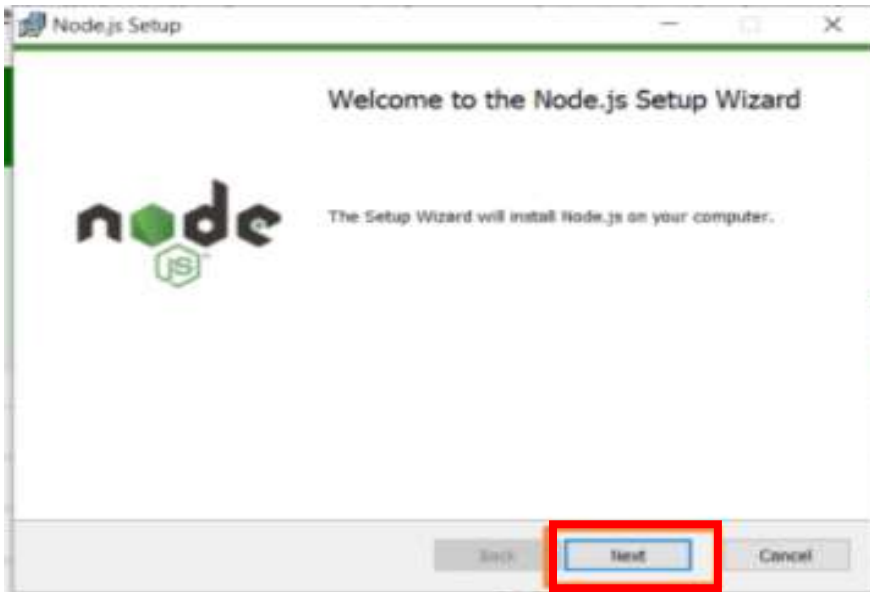 Node.js Setup
Welcome to the Node.js Setup Wizard
node
JS
The Setup Wizard will install Node.js on your computer.
Back Next Cancel